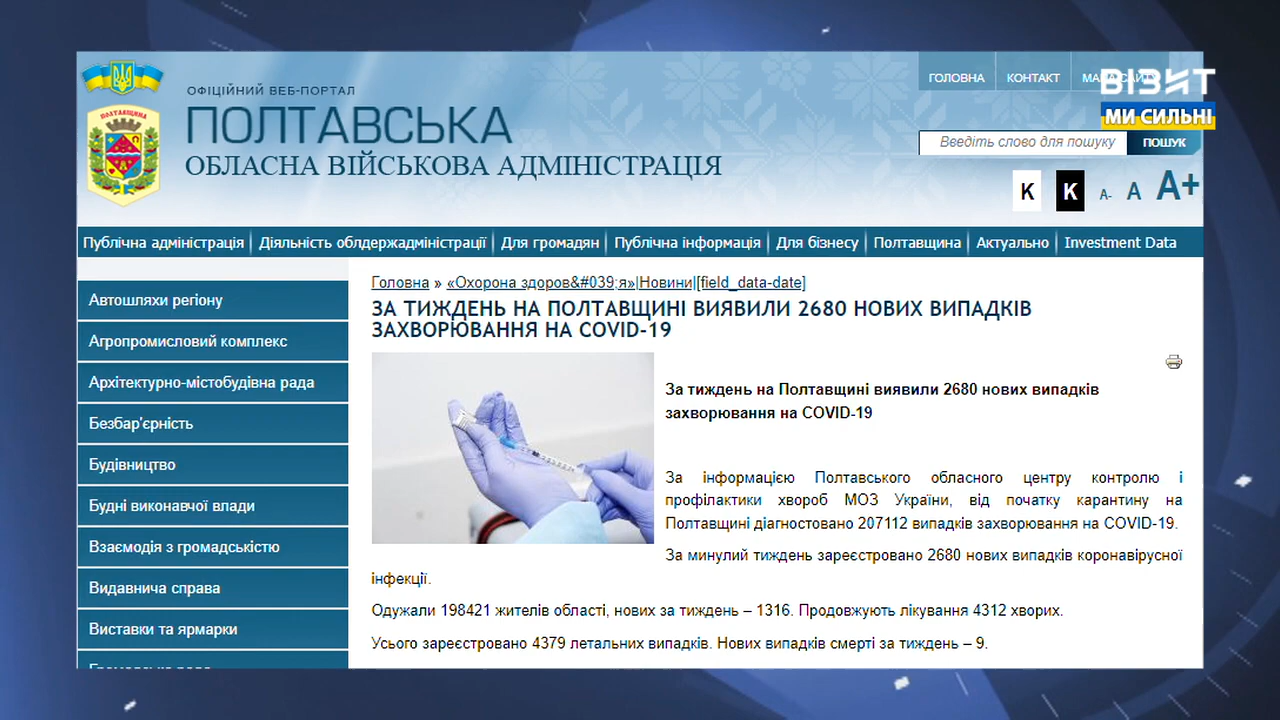 ОФІЦІЙНИЙ ВЕБ-ПОРТАЛ
ПОЛТАВСЬКА
ОБЛАСНА ВІЙСЬКОВА АДМІНІСТРАЦІЯ
ПОЛТАВЩИНА
ГОЛОВНА КОНТАКТ МАПА САЙТУ
ВІЗИТ
МИ СИЛЬНІ
Введіть слово для пошуку ПОШУК
K K A- A A+
Публічна адміністрація Діяльність облдержадміністрації Для громадян Публічна інформація Для бізнесу Полтавщина Актуально Investment Data
Автошляхи регіону
Агропромисловий комплекс
Архітектурно-містобудівна рада
Безбар'єрність
Будівництво
Будні виконавчої влади
Взаємодія з громадськістю
Видавнича справа
Виставки та ярмарки
Головна » «Охорона здоров&#039;я»|Новини|[field_data-date]
ЗА ТИЖДЕНЬ НА ПОЛТАВЩИНІ ВИЯВИЛИ 2680 НОВИХ ВИПАДКІВ
ЗАХВОРЮВАННЯ НА COVID-19
За тиждень на Полтавщині виявили 2680 нових випадків
захворювання на COVID-19
За інформацією Полтавського обласного центру контролю і
профілактики хвороб МОЗ України, від початку карантину на
Полтавщині діагностовано 207112 випадків захворювання на COVID-19.
За минулий тиждень зареєстровано 2680 нових випадків коронавірусної
інфекції.
Одужали 198421 жителів області, нових за тиждень – 1316. Продовжують лікування 4312 хворих.
Усього зареєстровано 4379 летальних випадків. Нових випадків смерті за тиждень – 9.